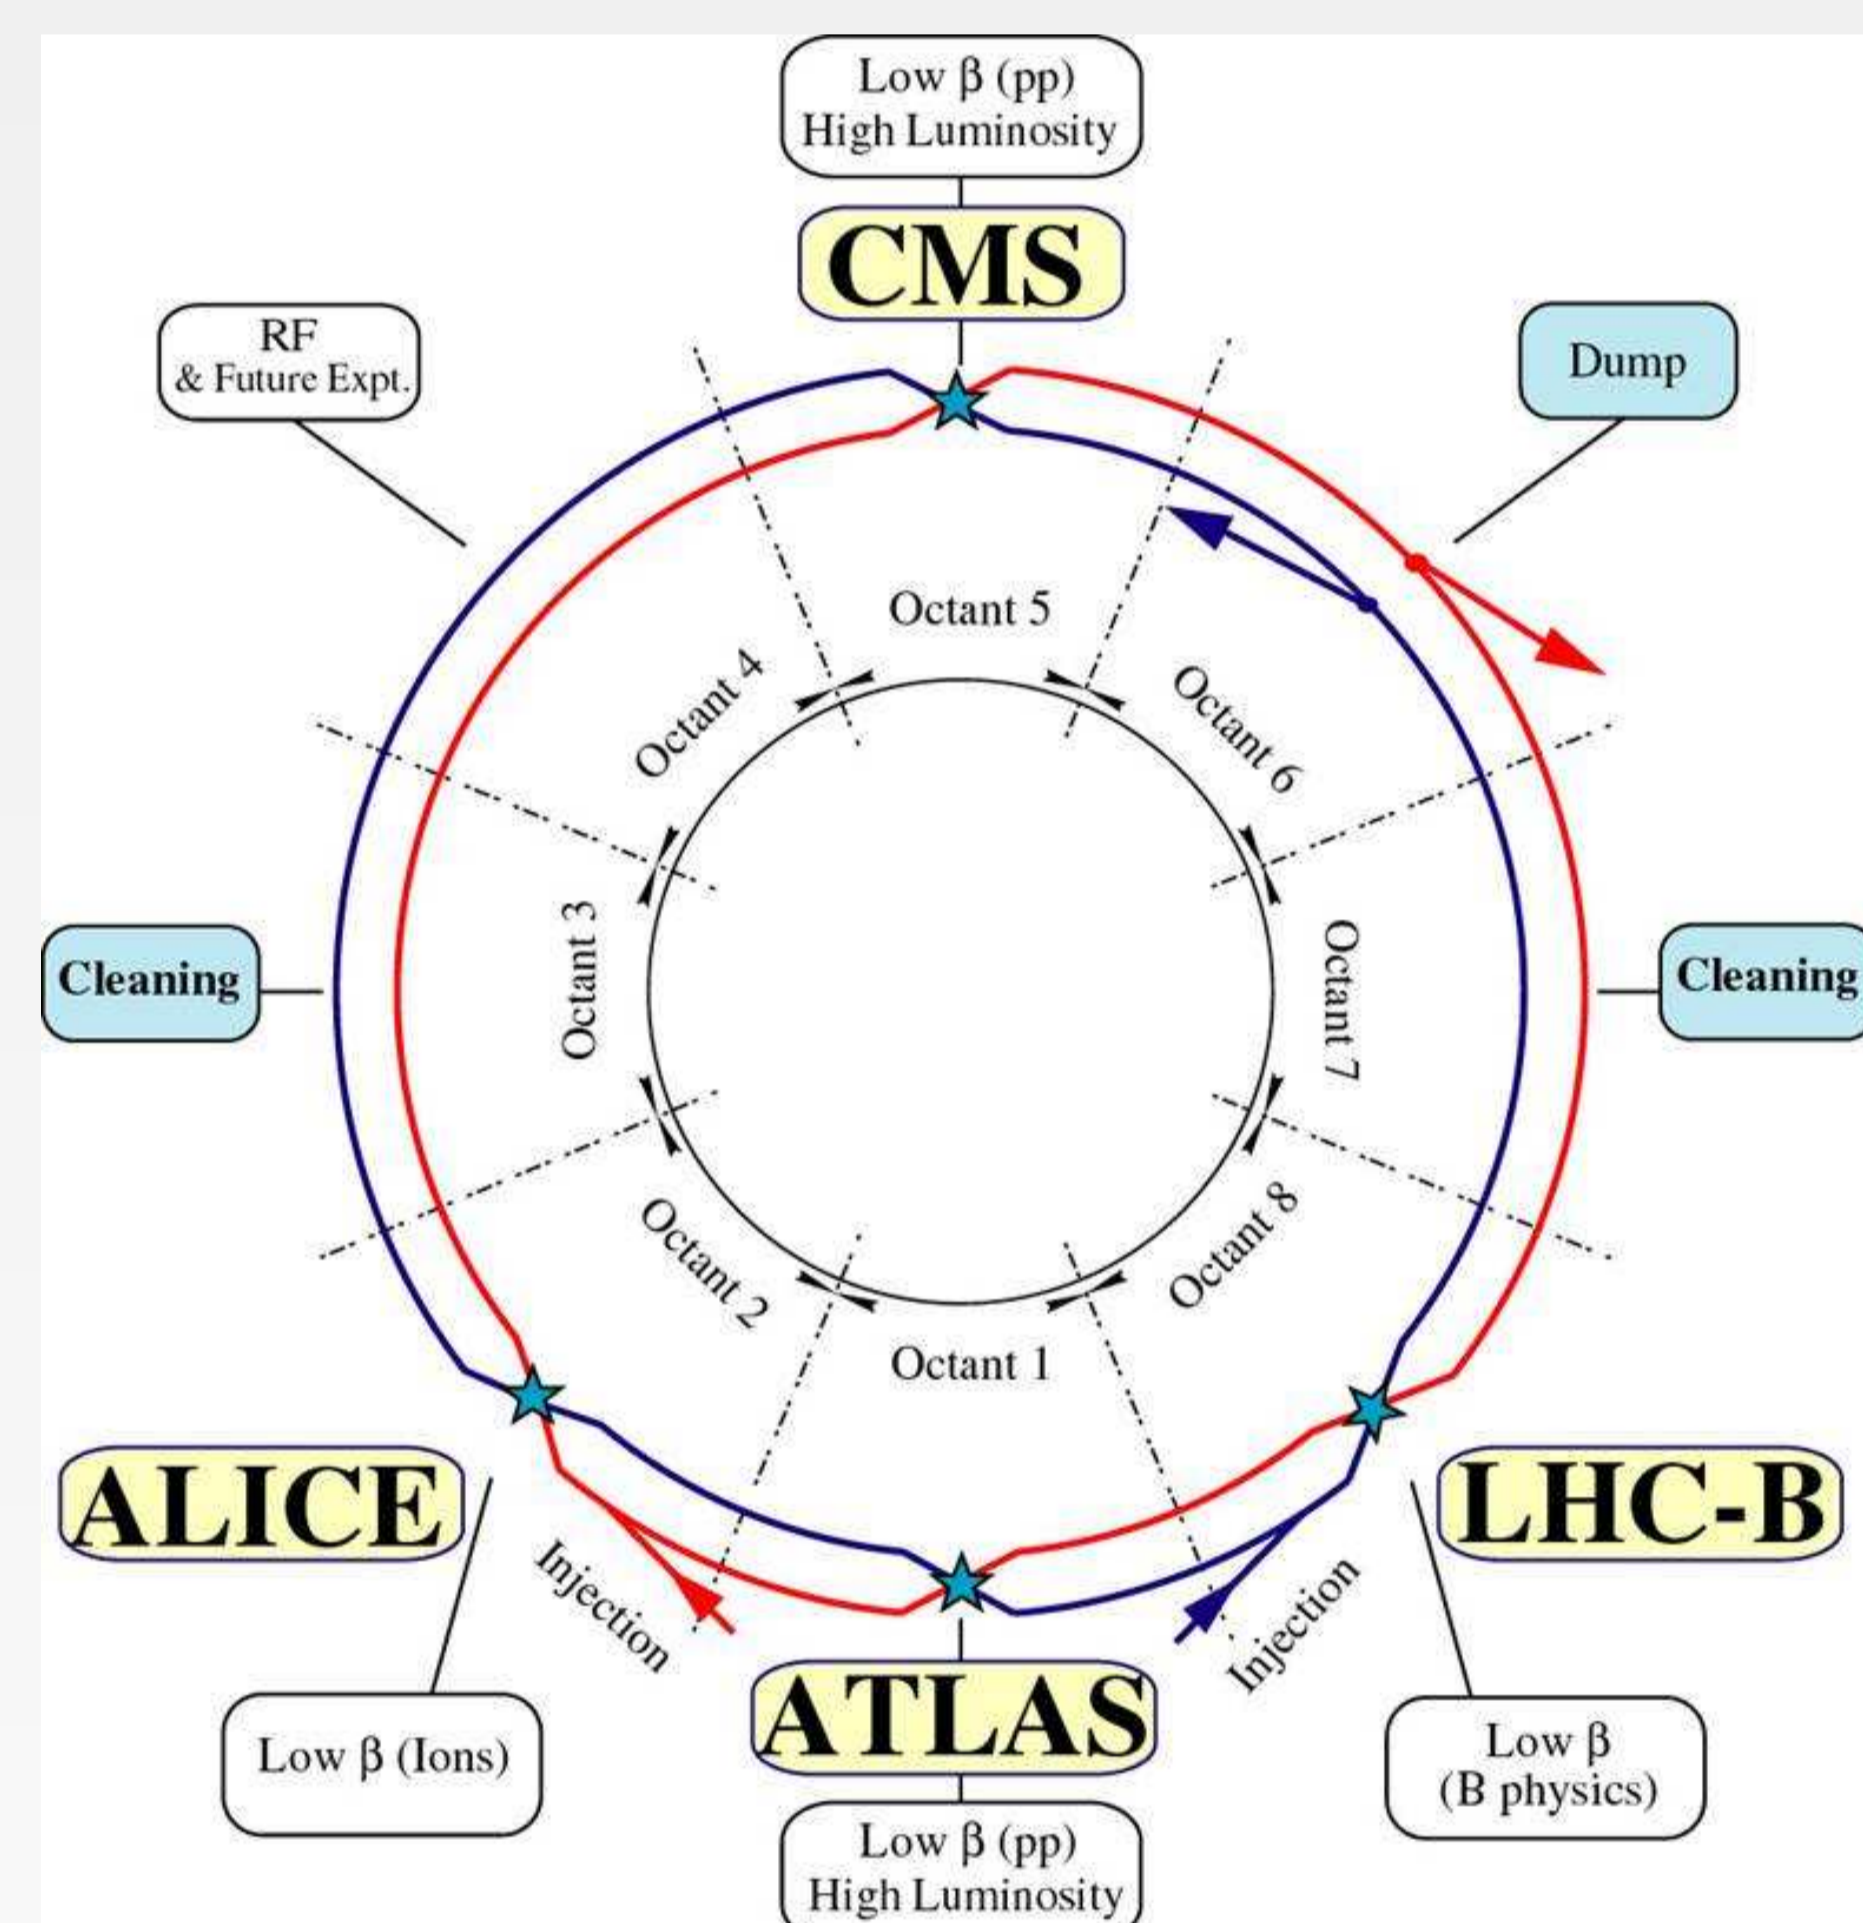 Low β (pp)
High Luminosity
CMS
RF
& Future Expt.
Dump
Octant 5
Octant 4
Octant 6
Cleaning
Octant 3
Octant 7
Cleaning
Octant 2
Octant 8
Octant 1
ALICE
LHC-B
Injection
Injection
ATLAS
Low β (Ions)
Low β
(B physics)
Low β (pp)
High Luminosity